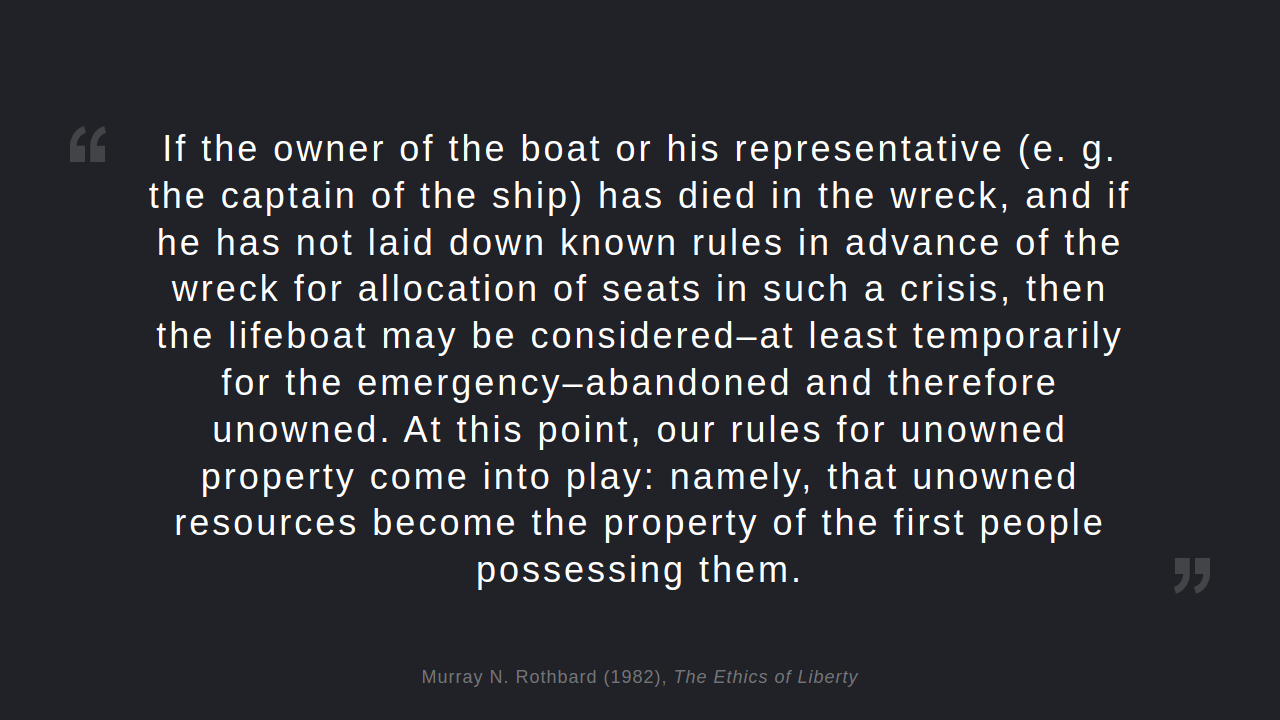 “ If the owner of the boat or his representative (e. g.
the captain of the ship) has died in the wreck, and if
he has not laid down known rules in advance of the
wreck for allocation of seats in such a crisis, then
the lifeboat may be considered–at least temporarily
for the emergency–abandoned and therefore
unowned. At this point, our rules for unowned
property come into play: namely, that unowned
resources become the property of the first people
possessing them. ”
Murray N. Rothbard (1982), The Ethics of Liberty